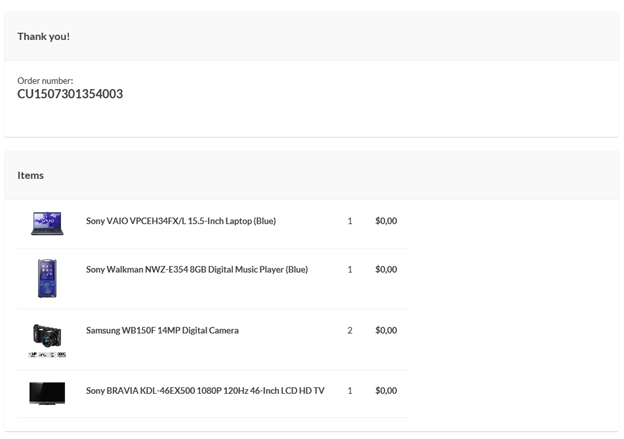 Thank you!
Order number:
CU1507301354003
Items
Sony VAIO VPCEH34FX/L 15.5-Inch Laptop (Blue) 1 $0,00
Sony Walkman NWZ-E354 8GB Digital Music Player (Blue) 1 $0,00
Samsung WB150F 14MP Digital Camera 2 $0,00
Sony BRAVIA KDL-46EX500 1080P 120Hz 46-Inch LCD HD TV 1 $0,00